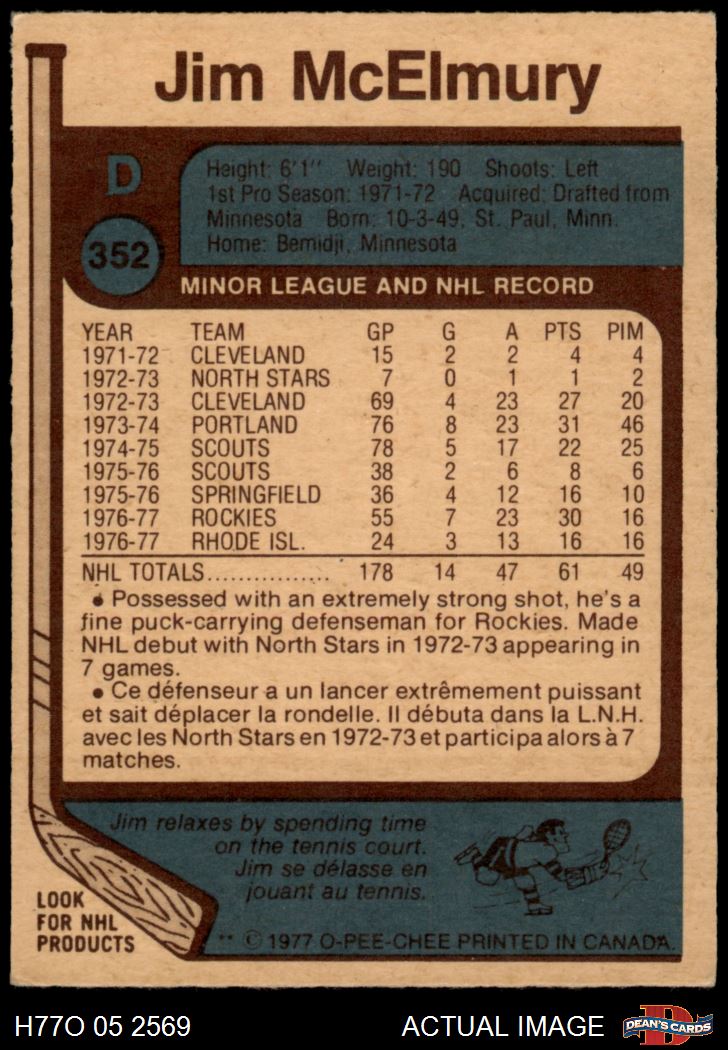 Jim McElmury
D
352
Height: 6'1'' Weight: 190 Shoots: Left
1st Pro Season: 1971-72 Acquired: Drafted from
Minnesota Born: 10-3-49, St. Paul, Minn.
Home: Bemidji, Minnesota
MINOR LEAGUE AND NHL RECORD
YEAR TEAM GP G A PTS PIM
1971-72 CLEVELAND 15 2 2 4 4
1972-73 NORTH STARS 7 0 1 1 2
1972-73 CLEVELAND 69 4 23 27 20
1973-74 PORTLAND 76 8 23 31 46
1974-75 SCOUTS 78 5 17 22 25
1975-76 SCOUTS 38 2 6 8 6
1975-76 SPRINGFIELD 36 4 12 16 10
1976-77 ROCKIES 55 7 23 30 16
1976-77 RHODE ISL. 24 3 13 16 16
NHL TOTALS................ 178 14 47 61 49
• Possessed with an extremely strong shot, he's a
fine puck-carrying defenseman for Rockies. Made
NHL debut with North Stars in 1972-73 appearing in
7 games.
• Ce défenseur a un lancer extrêmement puissant
et sait déplacer la rondelle. Il débuta dans la L.N.H.
avec les North Stars en 1972-73 et participa alors à 7
matches.
Jim relaxes by spending time
on the tennis court.
Jim se délasse en
jouant au tennis.
LOOK
FOR NHL
PRODUCTS
** © 1977 O-PEE-CHEE PRINTED IN CANADA.
H77O 05 2569
ACTUAL IMAGE
D
DEAN'S CARDS